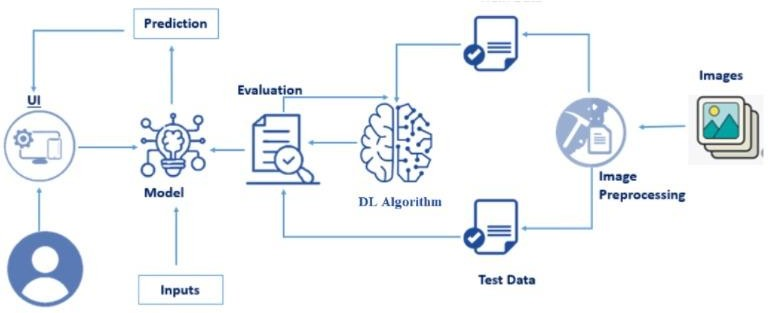 Prediction
Images
UI
Evaluation
Model
DL Algorithm
Image
Preprocessing
Test Data
Inputs